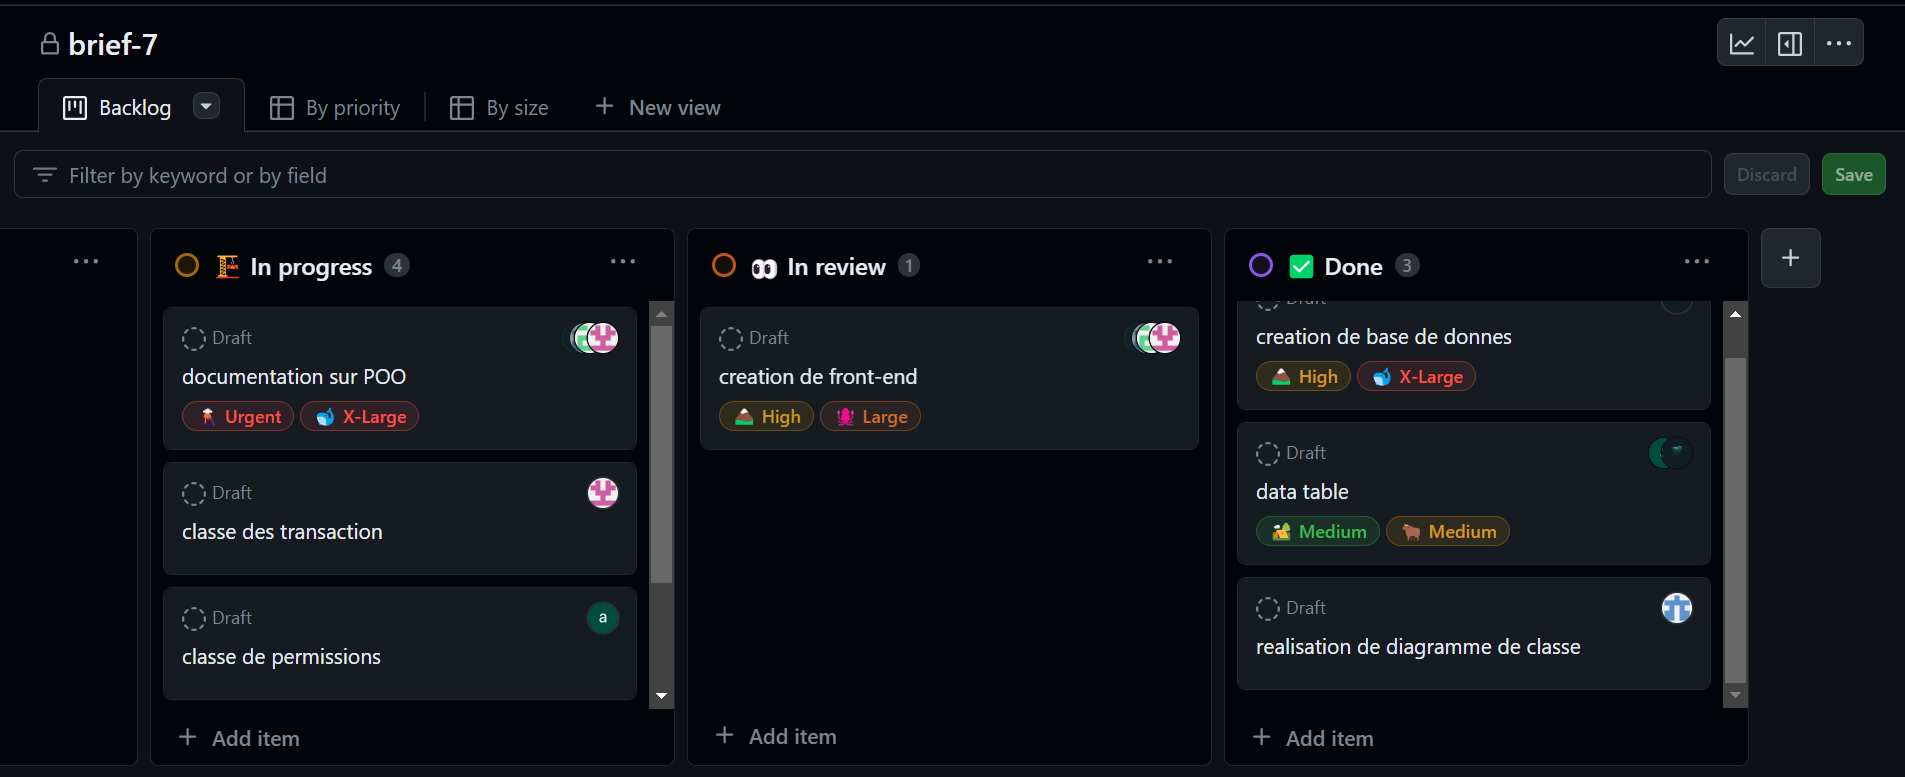 brief-7
Backlog
By priority
By size
New view
Filter by keyword or by field
Discard
Save
In progress 4
Draft
documentation sur POO
Urgent
X-Large
Draft
classe des transaction
Draft
a
classe de permissions
Add item
In review 1
Draft
creation de front-end
High
Large
Add item
Done 3
Draft
creation de base de donnes
High
X-Large
Draft
data table
Medium
Medium
Draft
realisation de diagramme de classe
Add item